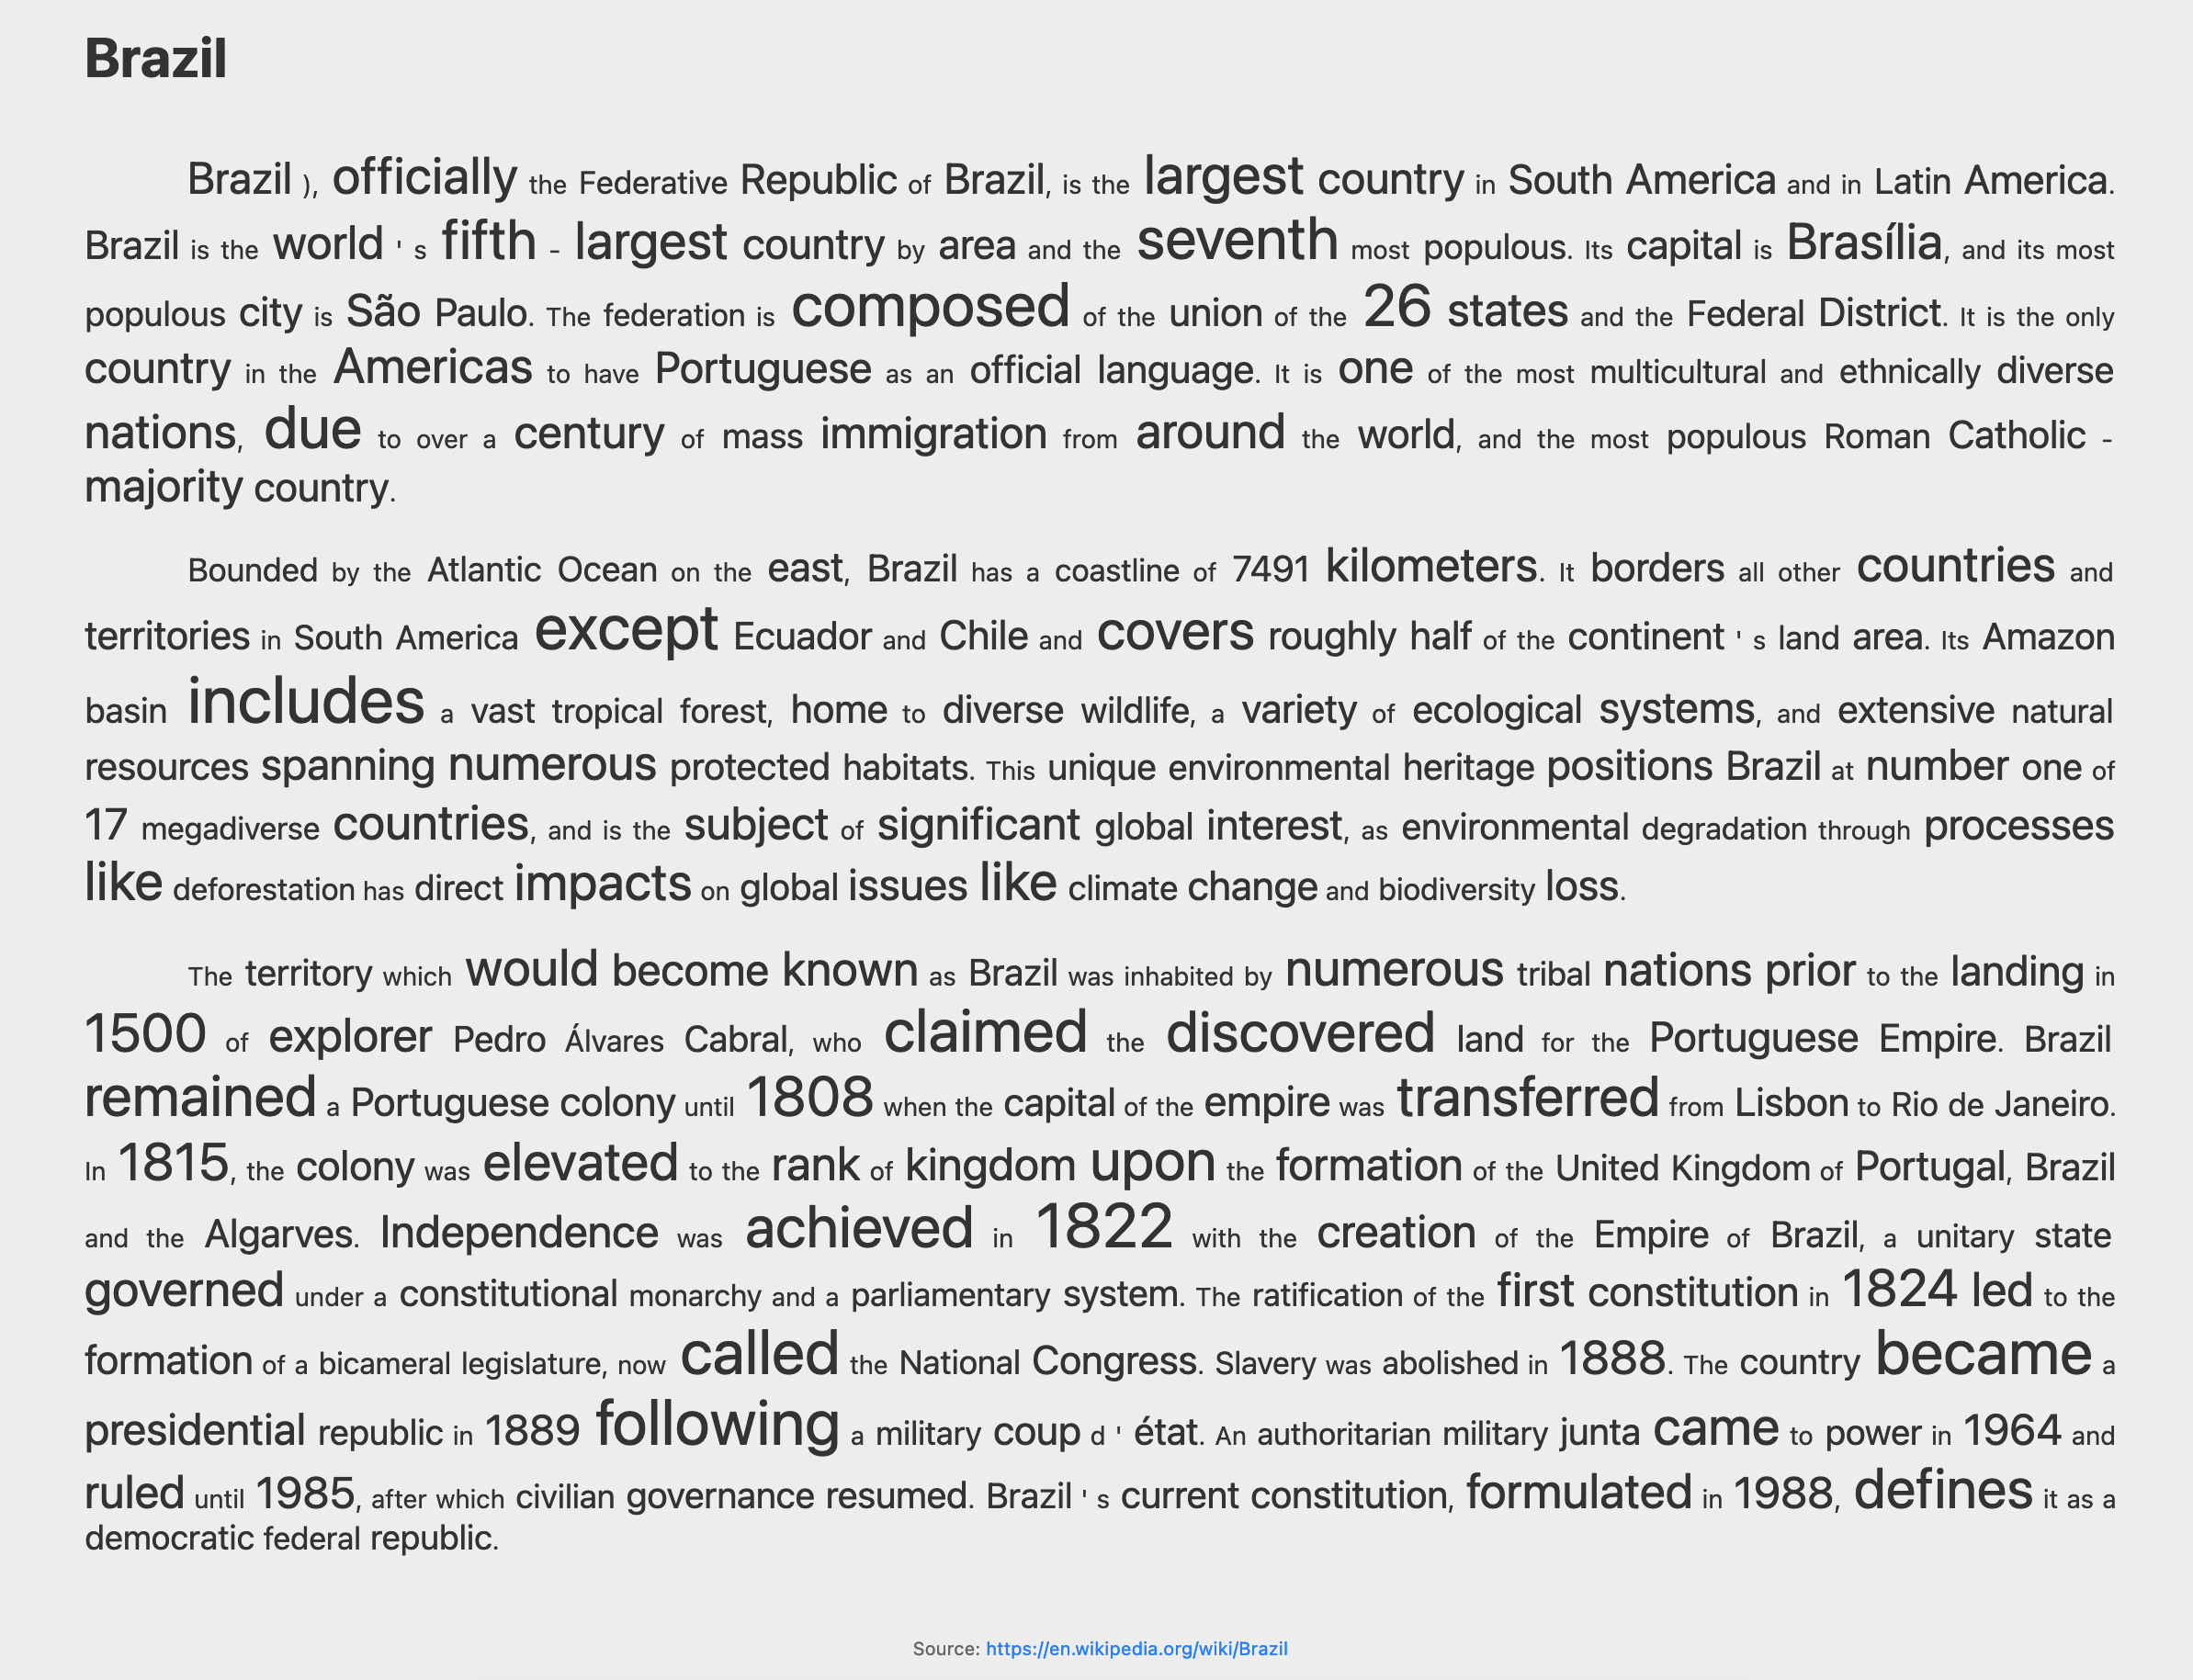 Brazil
Brazil ), officially the Federative Republic of Brazil, is the largest country in South America and in Latin America.
Brazil is the world ' s fifth - largest country by area and the seventh most populous. Its capital is Brasília, and its most
populous city is São Paulo. The federation is composed of the union of the 26 states and the Federal District. It is the only
country in the Americas to have Portuguese as an official language. It is one of the most multicultural and ethnically diverse
nations, due to over a century of mass immigration from around the world, and the most populous Roman Catholic -
majority country.
Bounded by the Atlantic Ocean on the east, Brazil has a coastline of 7491 kilometers. It borders all other countries and
territories in South America except Ecuador and Chile and covers roughly half of the continent ' s land area. Its Amazon
basin includes a vast tropical forest, home to diverse wildlife, a variety of ecological systems, and extensive natural
resources spanning numerous protected habitats. This unique environmental heritage positions Brazil at number one of
17 megadiverse countries, and is the subject of significant global interest, as environmental degradation through processes
like deforestation has direct impacts on global issues like climate change and biodiversity loss.
The territory which would become known as Brazil was inhabited by numerous tribal nations prior to the landing in
1500 of explorer Pedro Álvares Cabral, who claimed the discovered land for the Portuguese Empire. Brazil
remained a Portuguese colony until 1808 when the capital of the empire was transferred from Lisbon to Rio de Janeiro.
In 1815, the colony was elevated to the rank of kingdom upon the formation of the United Kingdom of Portugal, Brazil
and the Algarves. Independence was achieved in 1822 with the creation of the Empire of Brazil, a unitary state
governed under a constitutional monarchy and a parliamentary system. The ratification of the first constitution in 1824 led to the
formation of a bicameral legislature, now called the National Congress. Slavery was abolished in 1888. The country became a
presidential republic in 1889 following a military coup d ' état. An authoritarian military junta came to power in 1964 and
ruled until 1985, after which civilian governance resumed. Brazil ' s current constitution, formulated in 1988, defines it as a
democratic federal republic.
Source: https://en.wikipedia.org/wiki/Brazil